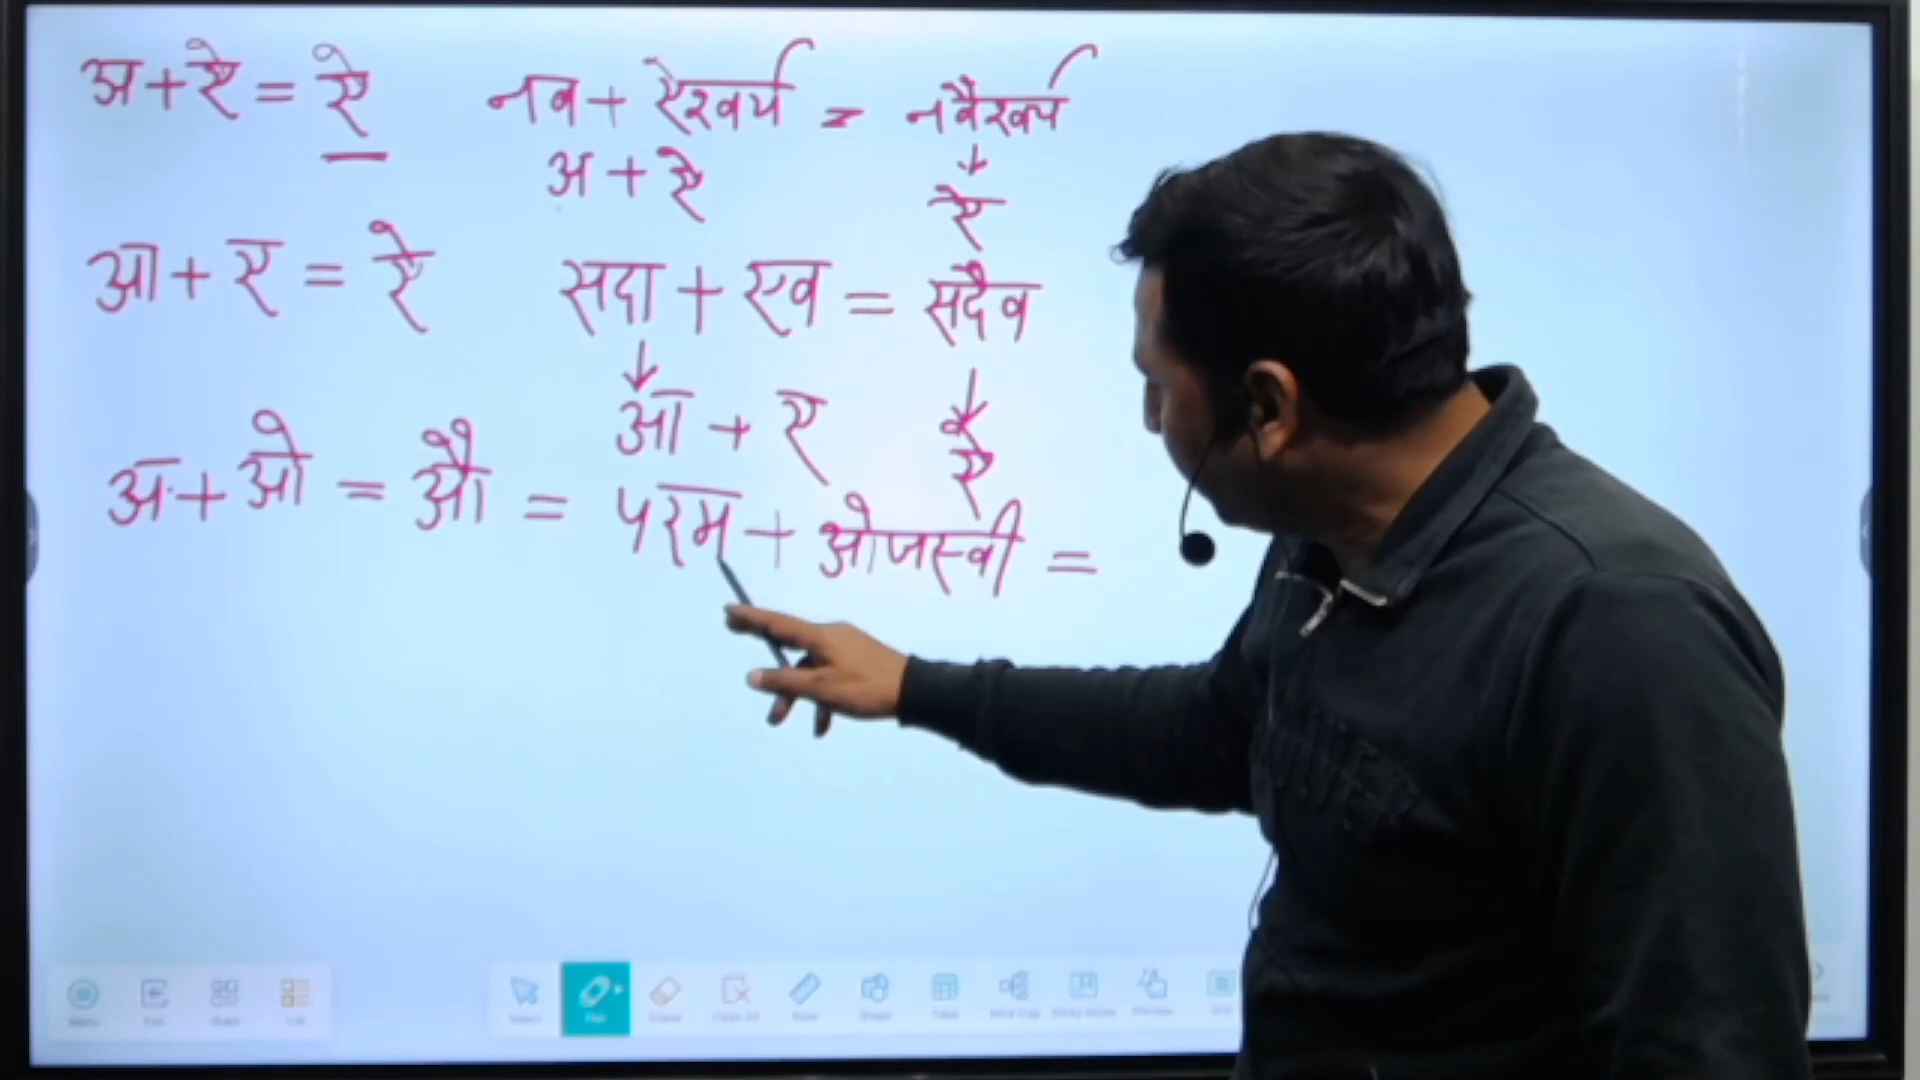 अ + ऐ = ऐ नव + ऐश्वर्य = नवैश्वर्य
अ + ऐ ऐ
आ + ए = ऐ सदा + एव = सदैव
आ + ए ऐ
अ + ओ = औ = परम + ओजस्वी =